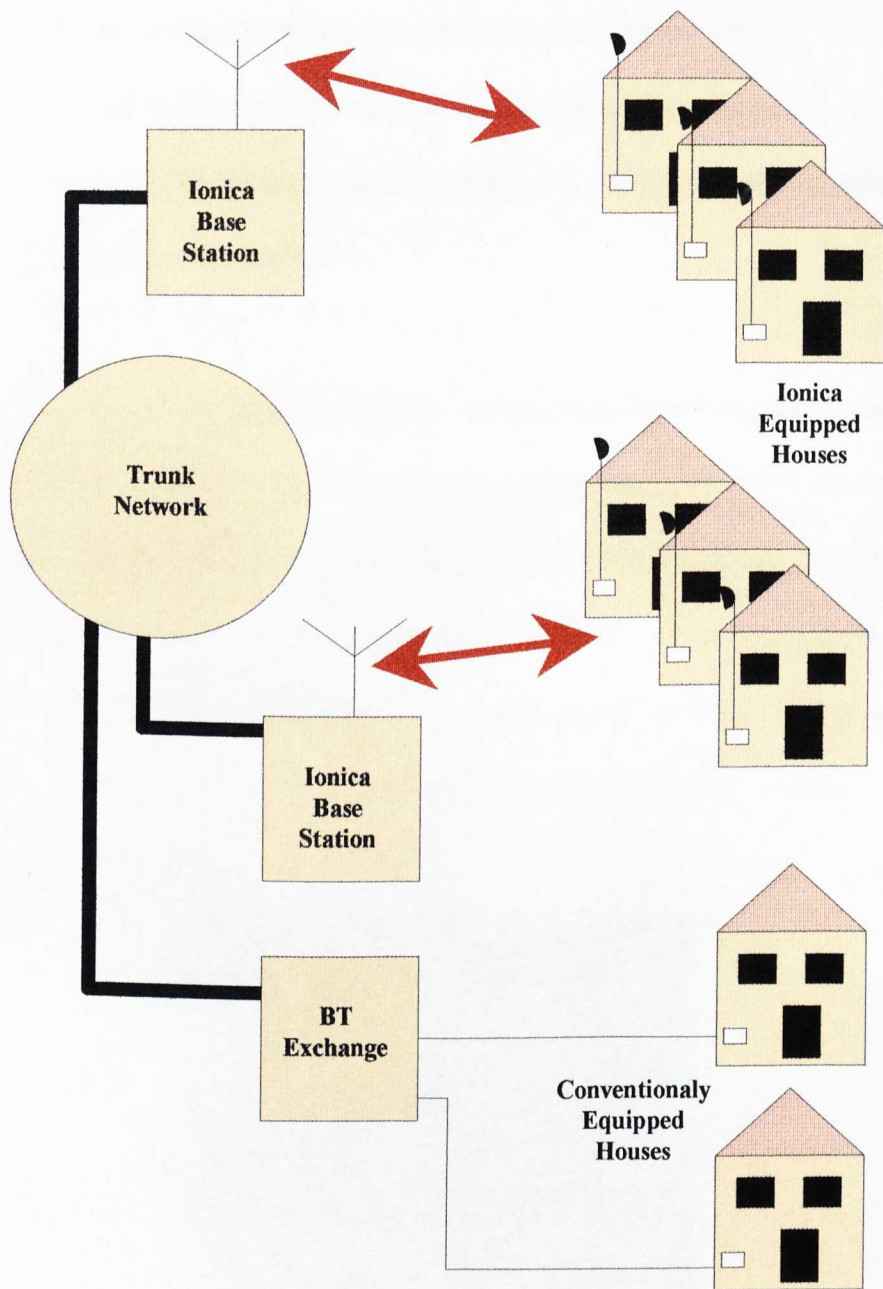 Ionica
Base
Station
Ionica
Equipped
Houses
Trunk
Network
Ionica
Base
Station
BT
Exchange
Conventionaly
Equipped
Houses